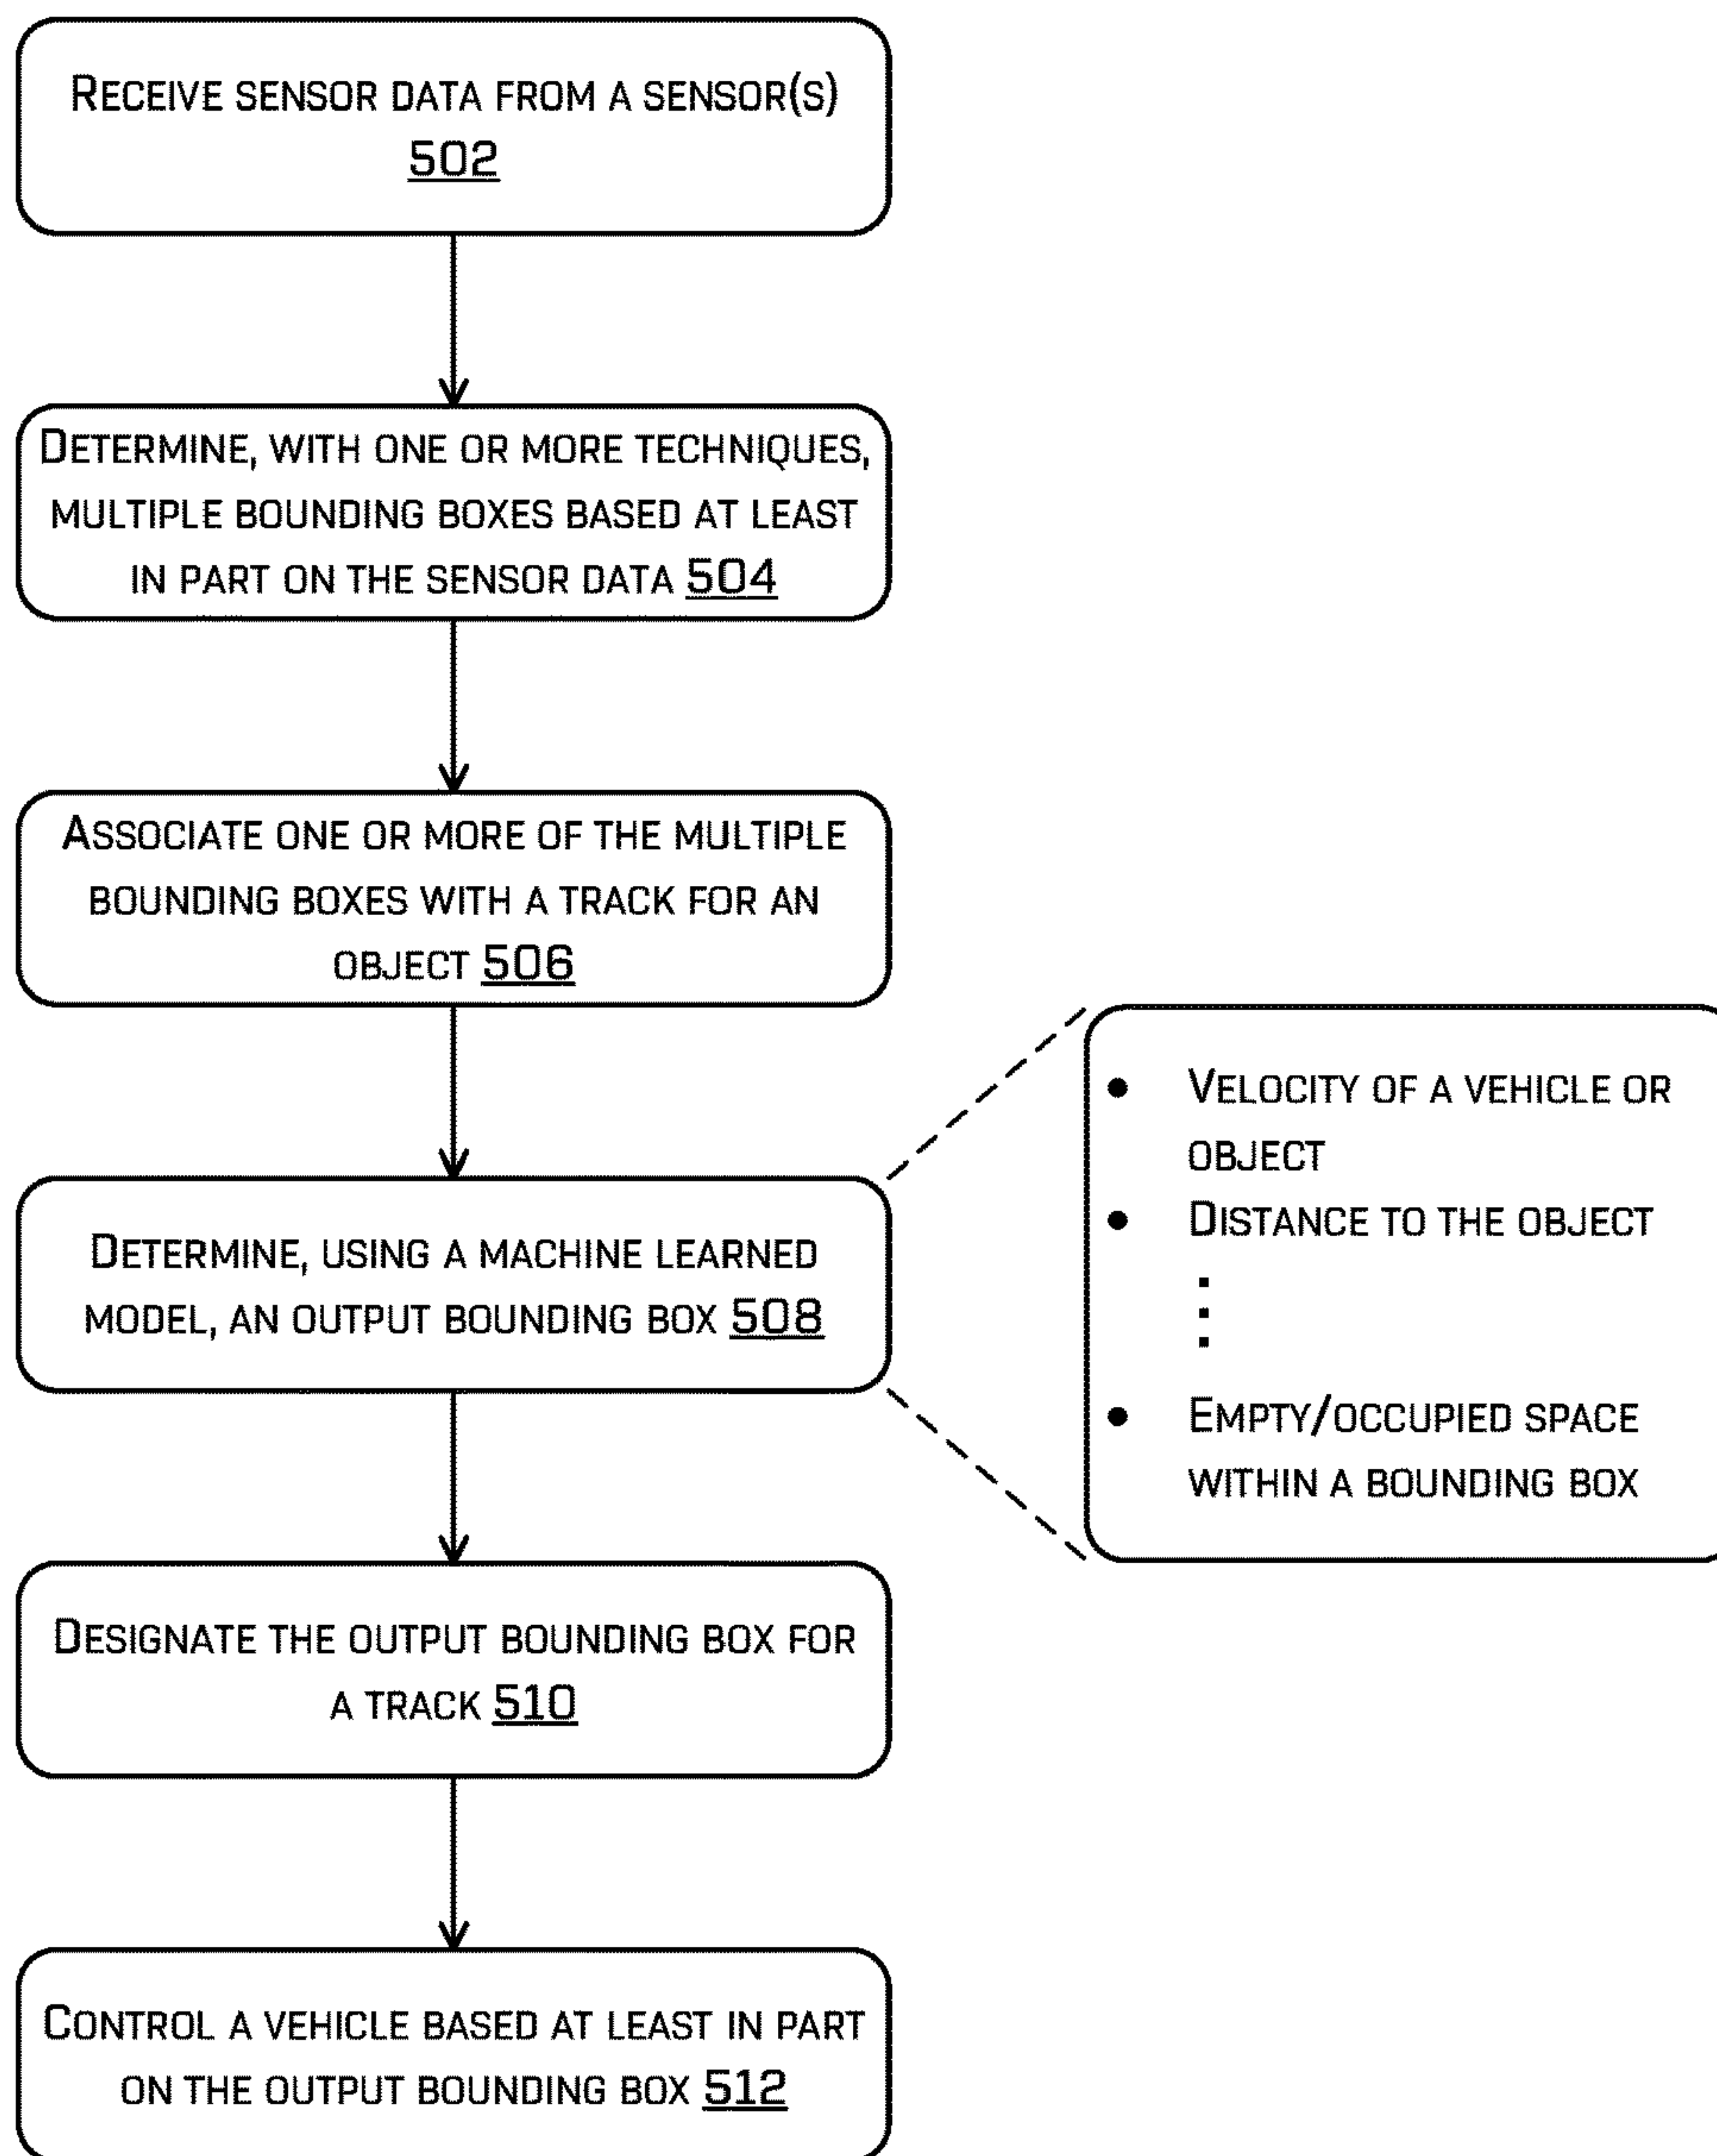 RECEIVE SENSOR DATA FROM A SENSOR(S)
502
DETERMINE, WITH ONE OR MORE TECHNIQUES,
MULTIPLE BOUNDING BOXES BASED AT LEAST
IN PART ON THE SENSOR DATA 504
ASSOCIATE ONE OR MORE OF THE MULTIPLE
BOUNDING BOXES WITH A TRACK FOR AN
OBJECT 506
DETERMINE, USING A MACHINE LEARNED
MODEL, AN OUTPUT BOUNDING BOX 508
• VELOCITY OF A VEHICLE OR
OBJECT
• DISTANCE TO THE OBJECT
• EMPTY/OCCUPIED SPACE
WITHIN A BOUNDING BOX
DESIGNATE THE OUTPUT BOUNDING BOX FOR
A TRACK 510
CONTROL A VEHICLE BASED AT LEAST IN PART
ON THE OUTPUT BOUNDING BOX 512